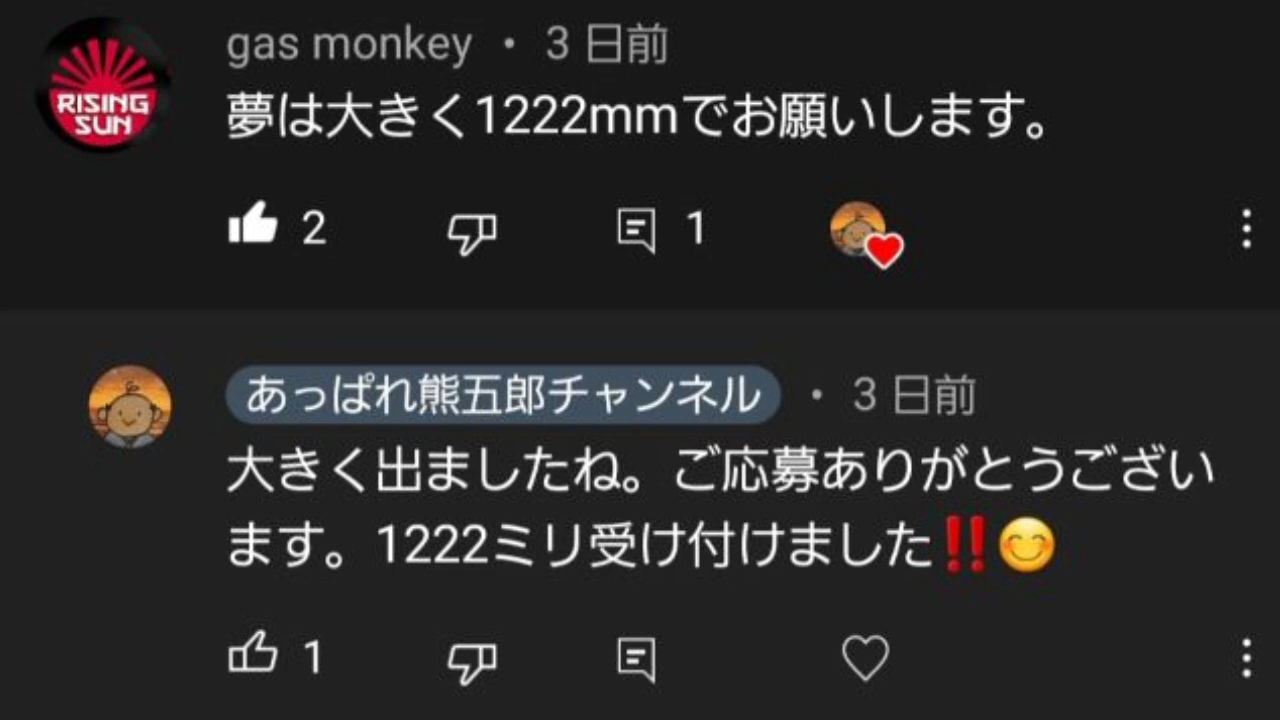 RISING
SUN
gas monkey • 3 日前
夢は大きく1222mmでお願いします。
2 1
あっぱれ熊五郎チャンネル • 3 日前
大きく出ましたね。ご応募ありがとうござい
ます。1222ミリ受け付けました‼️😊
1